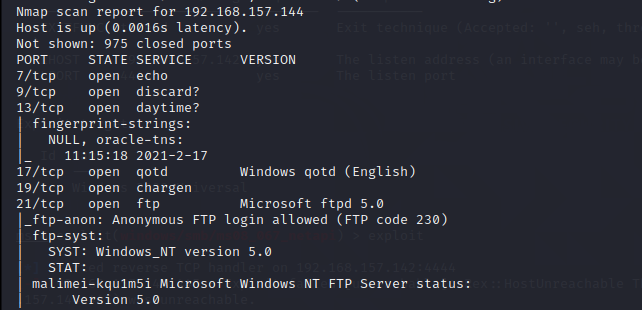 Nmap scan report for 192.168.157.144
Host is up (0.0016s latency).
Not shown: 975 closed ports
PORT STATE SERVICE VERSION
7/tcp open echo
9/tcp open discard?
13/tcp open daytime?
| fingerprint-strings:
| NULL, oracle-tns:
|_ 11:15:18 2021-2-17
17/tcp open qotd Windows qotd (English)
19/tcp open chargen
21/tcp open ftp Microsoft ftpd 5.0
|_ftp-anon: Anonymous FTP login allowed (FTP code 230)
| ftp-syst:
| SYST: Windows_NT version 5.0
| STAT:
| malimei-kqu1m5i Microsoft Windows NT FTP Server status:
| Version 5.0